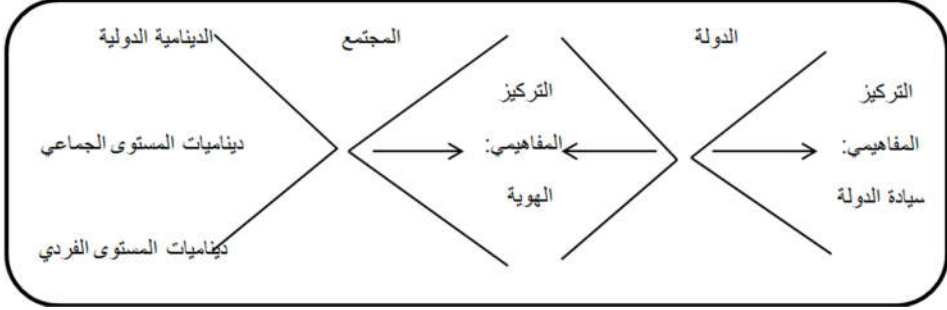 الدولة
المجتمع
الدينامية الدولية
التركيز
المفاهيمي:
سيادة الدولة
التركيز
المفاهيمي:
الهوية
ديناميات المستوى الجماعي
ديناميات المستوى الفردي